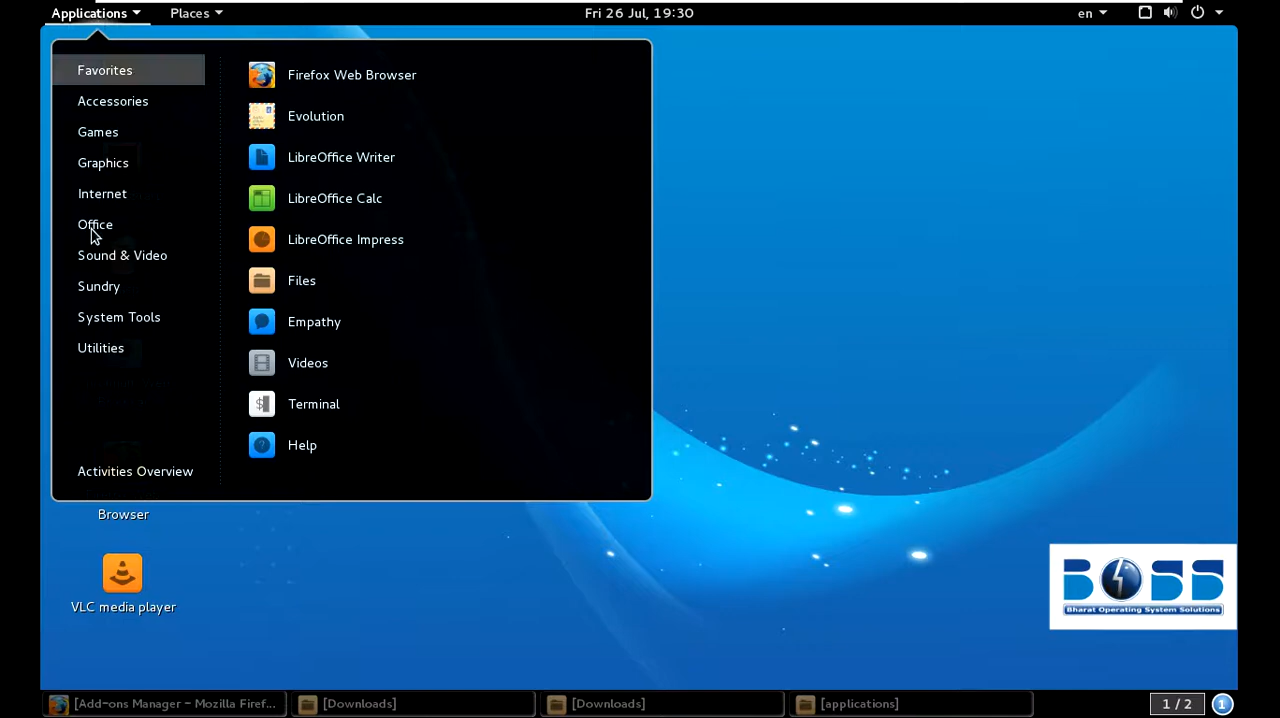 Applications
Places
Fri 26 Jul, 19:30
en
Favorites
Accessories
Games
Graphics
Internet
Office
Sound & Video
Sundry
System Tools
Utilities
Activities Overview
Firefox Web Browser
Evolution
LibreOffice Writer
LibreOffice Calc
LibreOffice Impress
Files
Empathy
Videos
Terminal
Help
Browser
VLC media player
BOSS
Bharat Operating System Solutions
[Add-ons Manager - Mozilla Firef...
[Downloads]
[Downloads]
[applications]
1 / 2
1